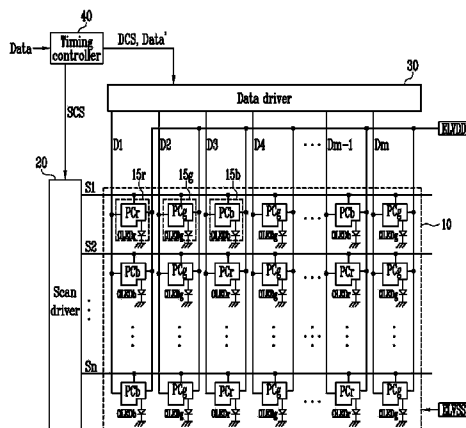 40
Timing
controller
Data
DCS, Data'
SCS
30
Data driver
D1 D2 D3 D4 ... Dm-1 Dm
ELVDD
20
15r 15g 15b
S1
PCr PCg PCb PCg ... PCb PCg
OLEDr OLEDg OLEDb OLEDg OLEDb OLEDg
10
S2
PCb PCg PCr PCg ... PCr PCg
OLEDb OLEDg OLEDr OLEDg OLEDr OLEDg
Scan
driver
Sn
PCb PCg PCr PCg ... PCr PCg
OLEDb OLEDg OLEDr OLEDg OLEDr OLEDg
ELVSS